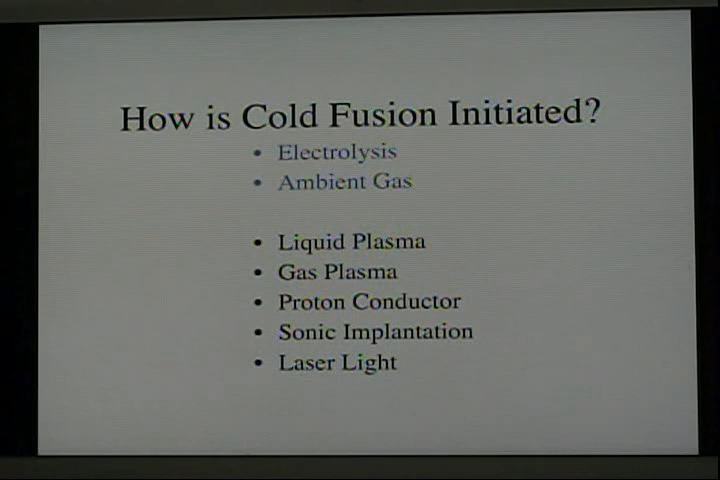 How is Cold Fusion Initiated?
• Electrolysis
• Ambient Gas
• Liquid Plasma
• Gas Plasma
• Proton Conductor
• Sonic Implantation
• Laser Light